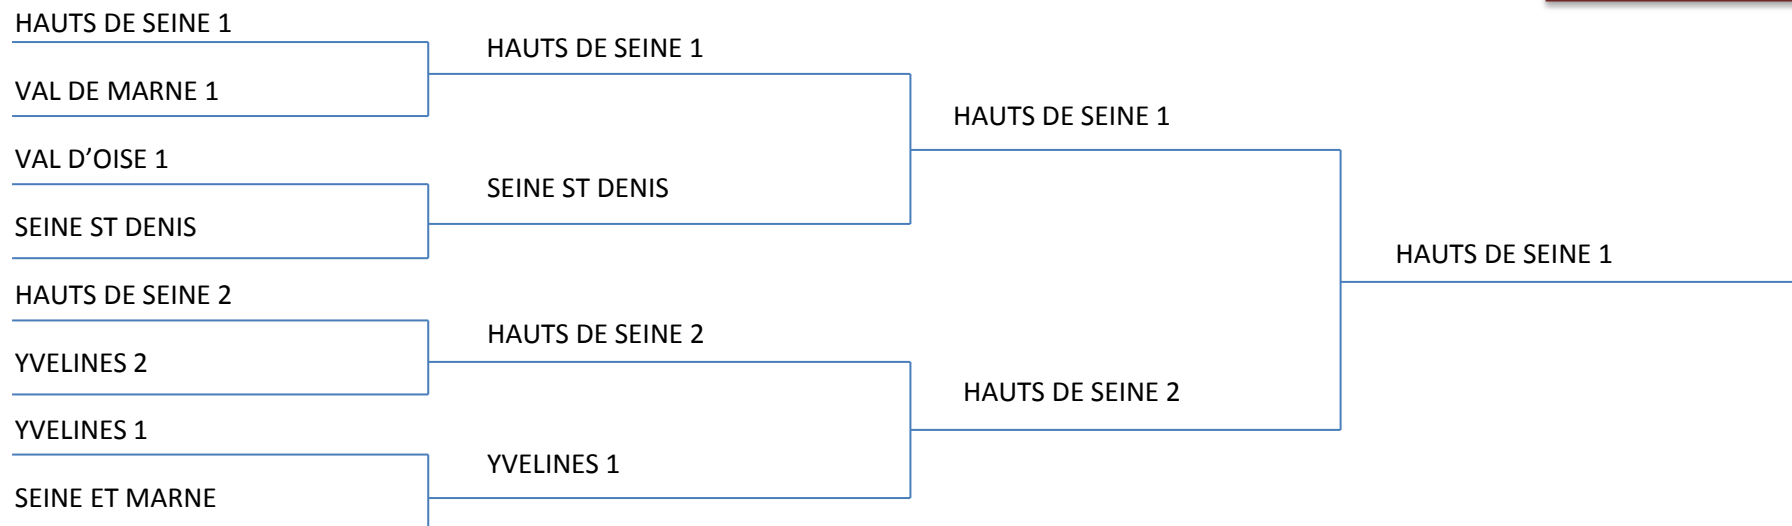 HAUTS DE SEINE 1
VAL DE MARNE 1
VAL D’OISE 1
SEINE ST DENIS
HAUTS DE SEINE 2
YVELINES 2
YVELINES 1
SEINE ET MARNE
HAUTS DE SEINE 1
SEINE ST DENIS
HAUTS DE SEINE 2
YVELINES 1
HAUTS DE SEINE 1
HAUTS DE SEINE 2
HAUTS DE SEINE 1